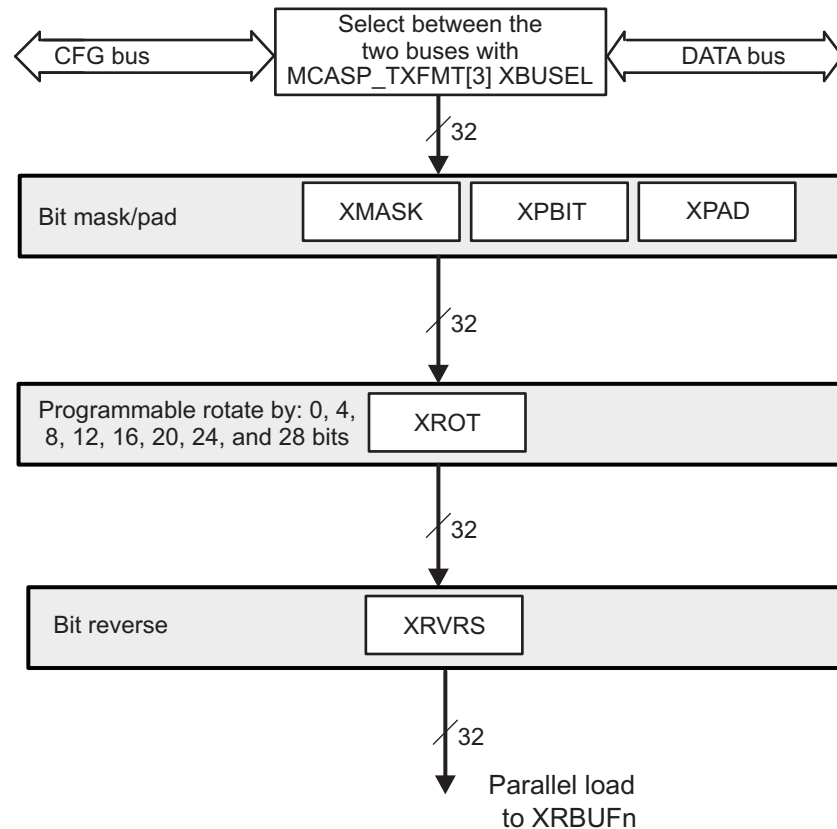 Select between the
two buses with
MCASP_TXFMT[3] XBUSEL
CFG bus
DATA bus
32
Bit mask/pad
XMASK
XPBIT
XPAD
32
Programmable rotate by: 0, 4,
8, 12, 16, 20, 24, and 28 bits
XROT
32
Bit reverse
XRVRS
32
Parallel load
to XRBUFn